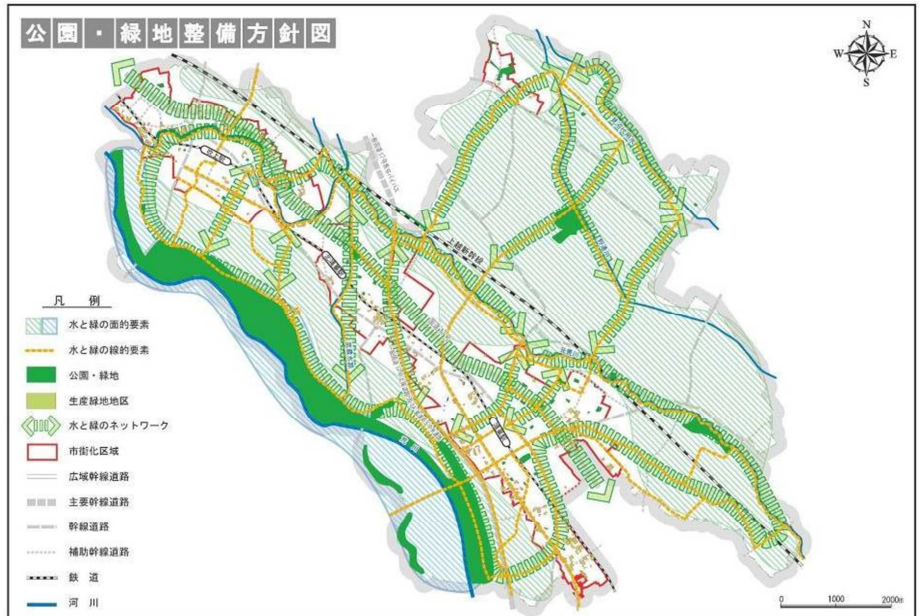 公園・緑地整備方針図
N
W E
S
上越新幹線
荒川
凡 例
水と緑の面的要素
水と緑の線的要素
公園・緑地
生産緑地地区
水と緑のネットワーク
市街化区域
広域幹線道路
主要幹線道路
幹線道路
補助幹線道路
鉄 道
河 川
0 1000 2000m